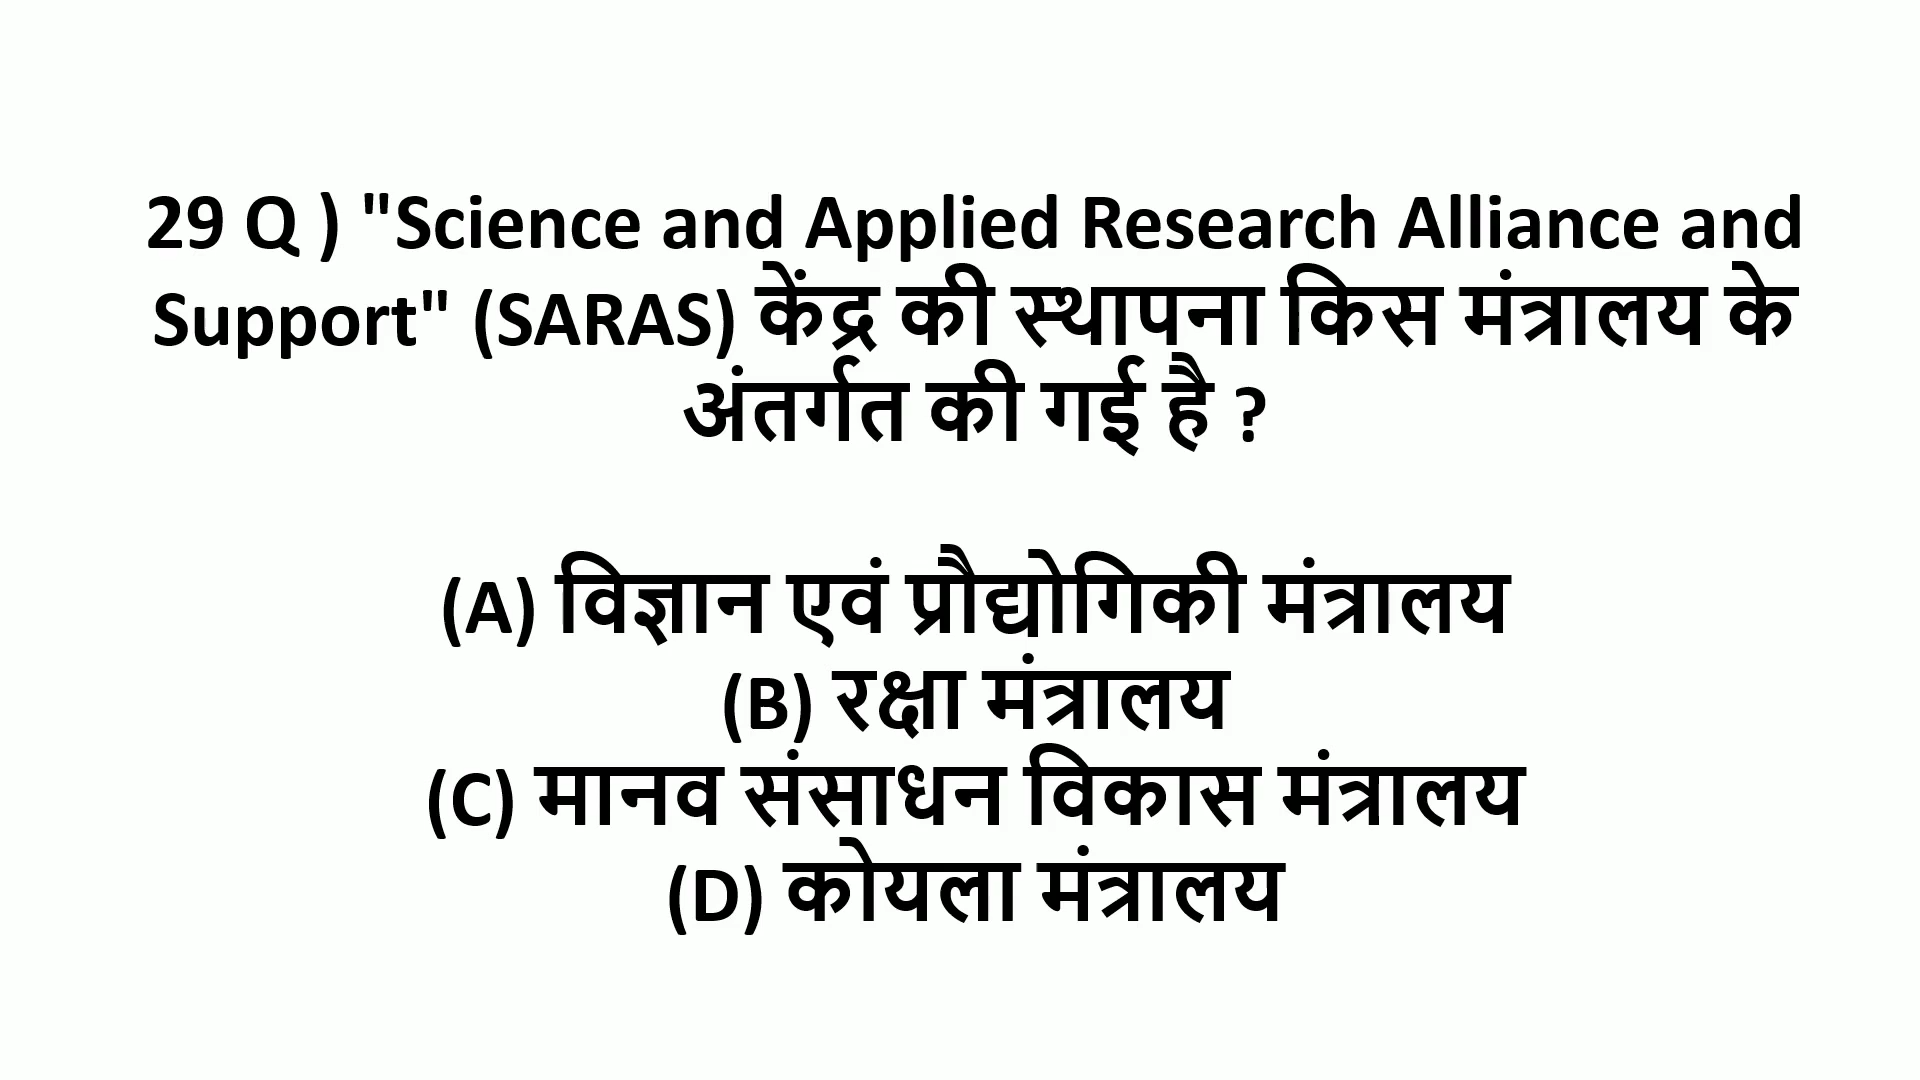 29 Q ) "Science and Applied Research Alliance and
Support" (SARAS) केंद्र की स्थापना किस मंत्रालय के
अंतर्गत की गई है ?
(A) विज्ञान एवं प्रौद्योगिकी मंत्रालय
(B) रक्षा मंत्रालय
(C) मानव संसाधन विकास मंत्रालय
(D) कोयला मंत्रालय